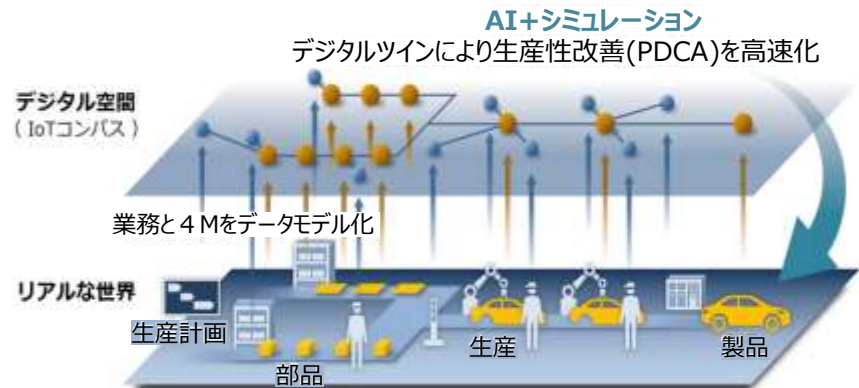 AI+シミュレーション
デジタルツインにより生産性改善(PDCA)を高速化
デジタル空間
( IoTコンパス )
業務と４Mをデータモデル化
リアルな世界
生産計画
部品
生産
製品